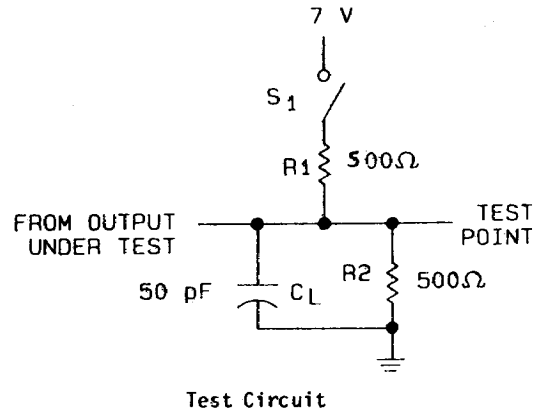 7 V
S1
R1 500Ω
FROM OUTPUT
UNDER TEST
TEST
POINT
50 pF CL
R2 500Ω
Test Circuit